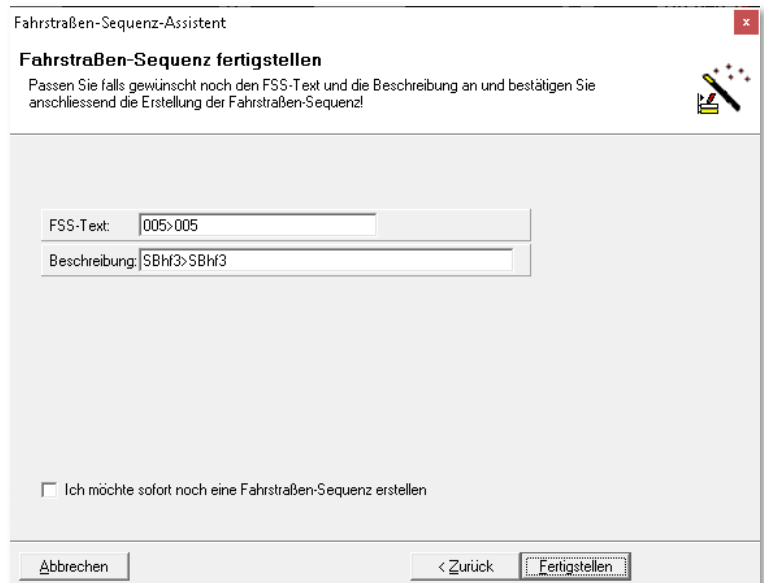 Fahrstraßen-Sequenz-Assistent
x
Fahrstraßen-Sequenz fertigstellen
Passen Sie falls gewünscht noch den FSS-Text und die Beschreibung an und bestätigen Sie
anschliessend die Erstellung der Fahrstraßen-Sequenz!
FSS-Text: 005>005
Beschreibung: SBhf3>SBhf3
Ich möchte sofort noch eine Fahrstraßen-Sequenz erstellen
Abbrechen < Zurück Fertigstellen